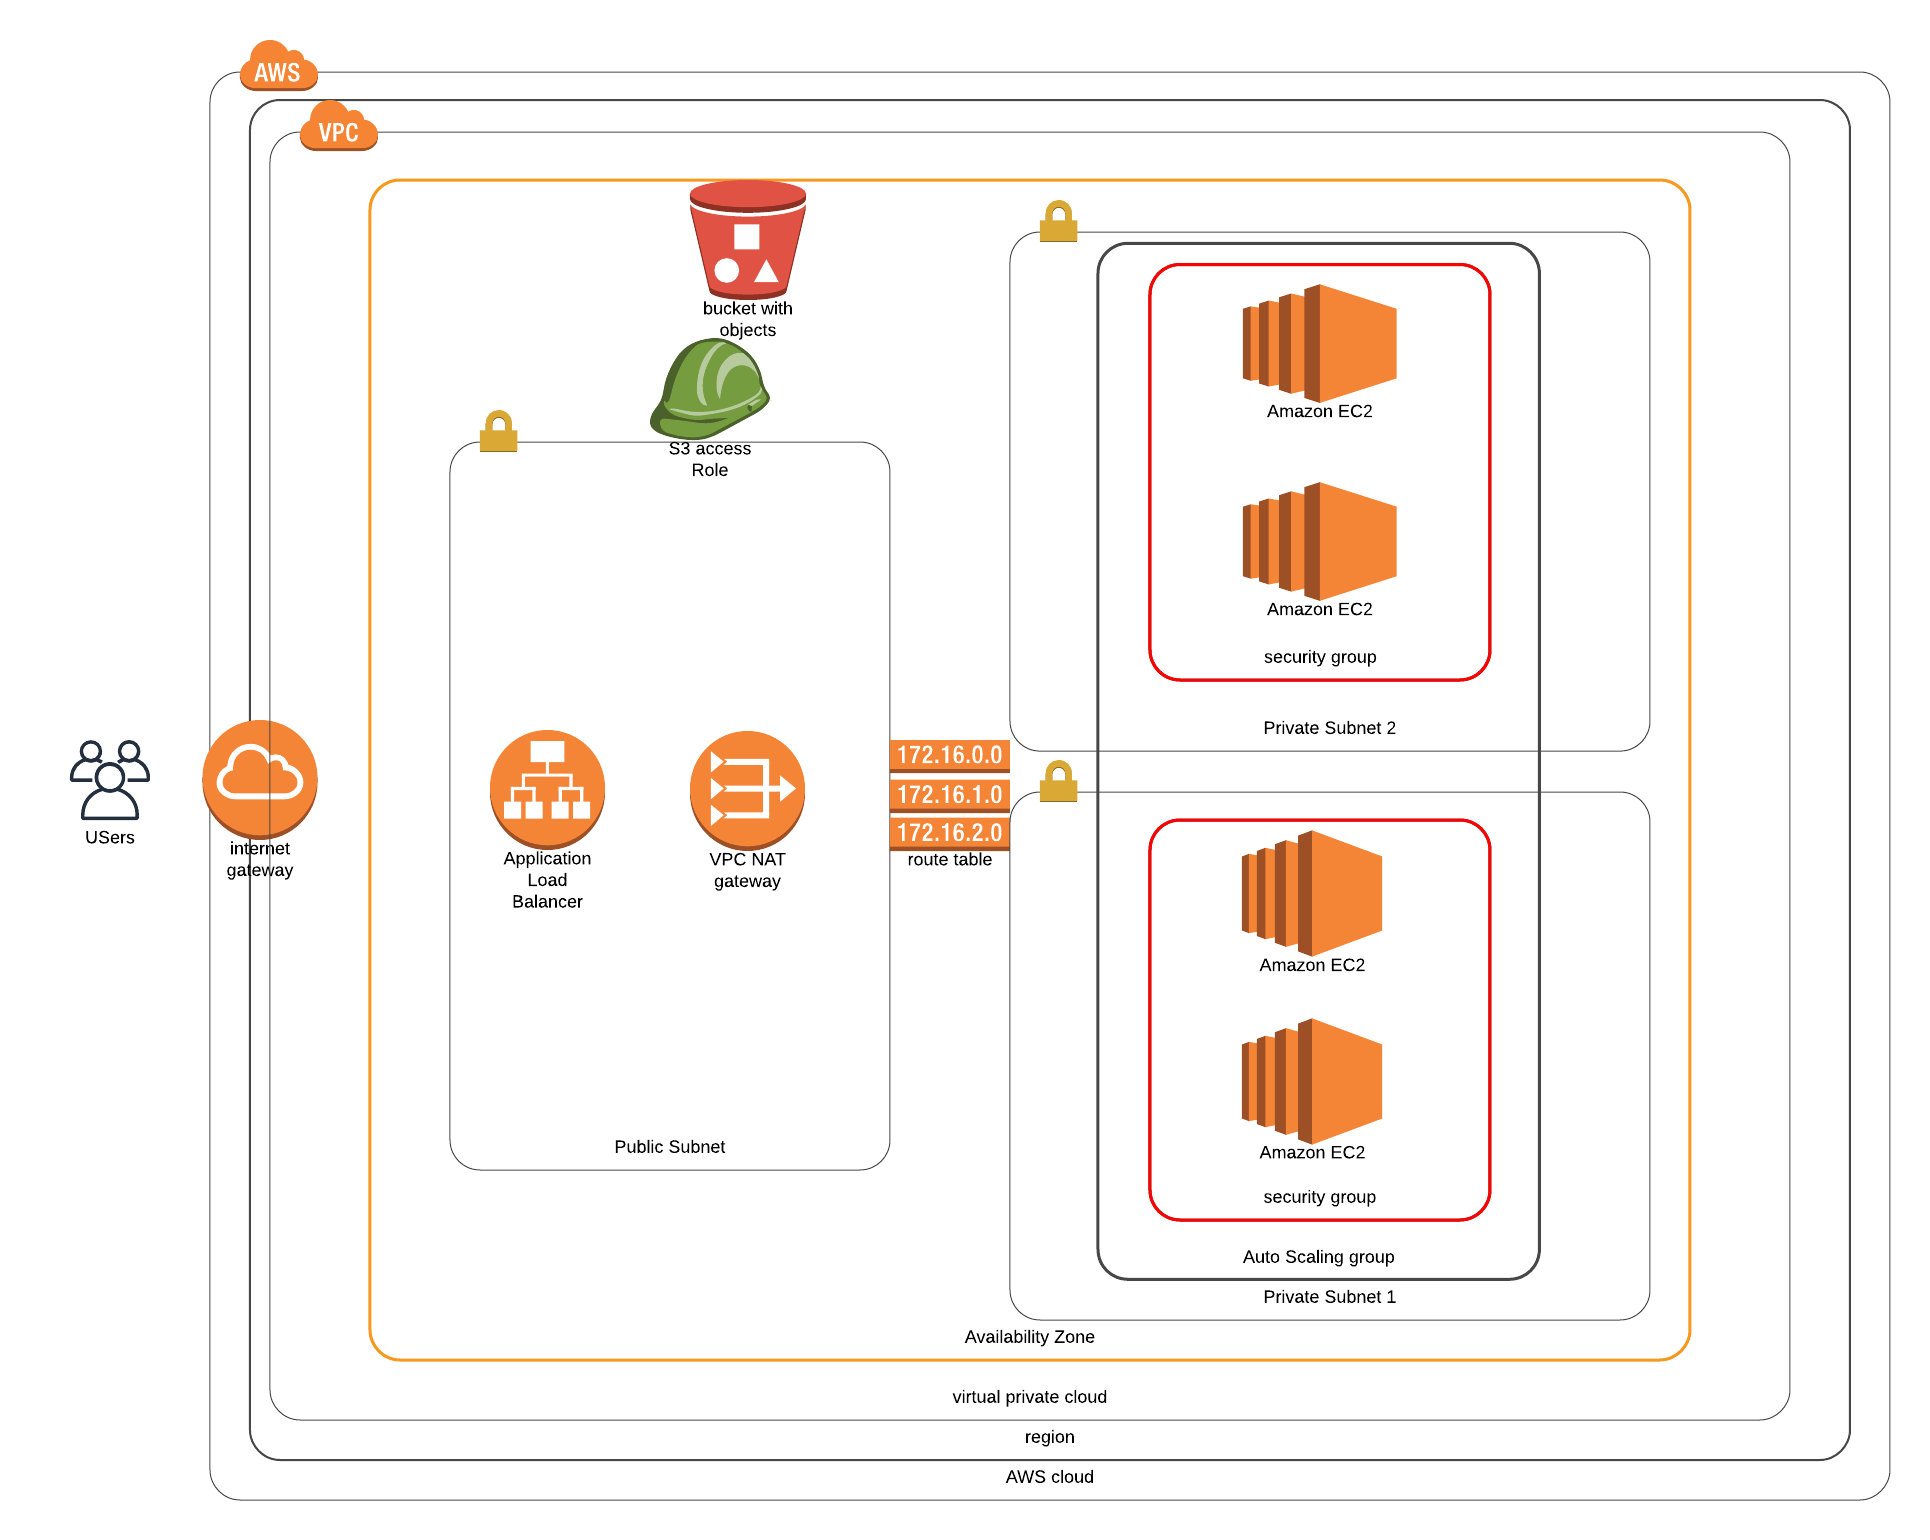 AWS
VPC
bucket with
objects
S3 access
Role
Amazon EC2
Amazon EC2
security group
Private Subnet 2
USers
internet
gateway
Application
Load
Balancer
VPC NAT
gateway
172.16.0.0
172.16.1.0
172.16.2.0
route table
Amazon EC2
Amazon EC2
security group
Public Subnet
Auto Scaling group
Private Subnet 1
Availability Zone
virtual private cloud
region
AWS cloud